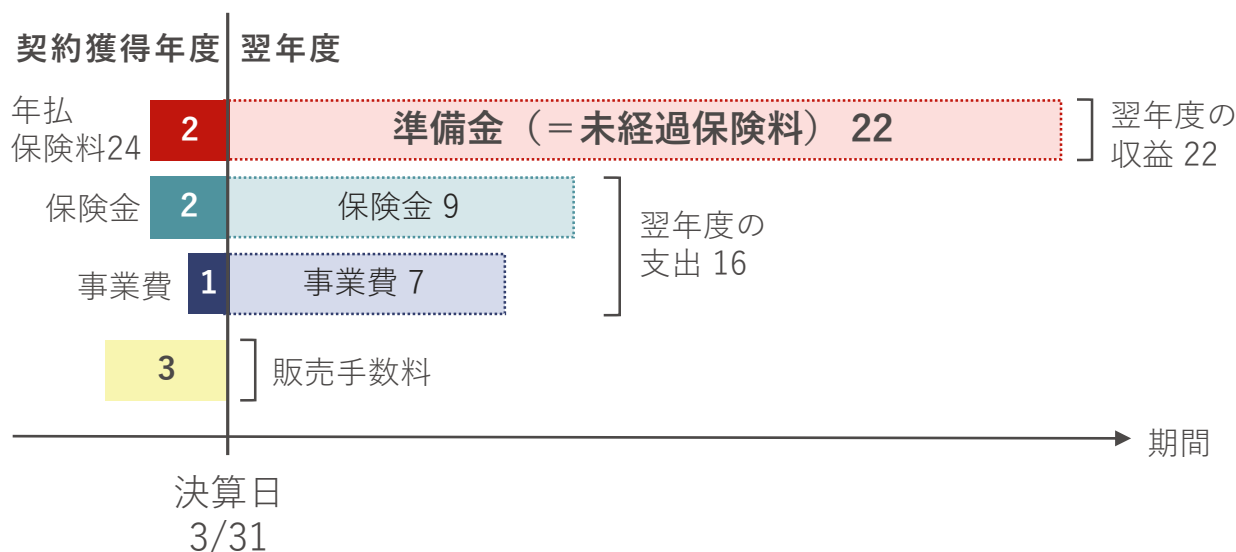 契約獲得年度 翌年度
年払
保険料24
2
準備金（＝未経過保険料） 22
翌年度の
収益 22
保険金
2
保険金 9
翌年度の
支出 16
事業費
1
事業費 7
3
販売手数料
期間
決算日
3/31